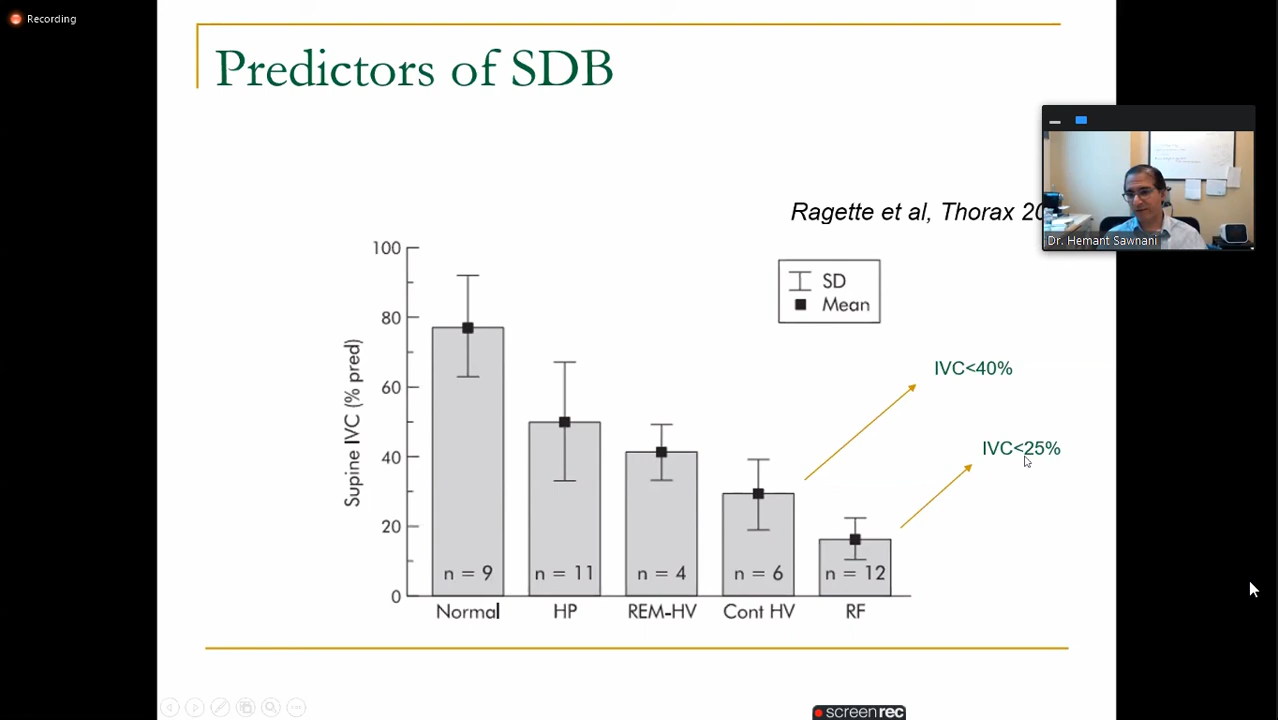 Recording
Predictors of SDB
Ragette et al, Thorax 20
Dr. Hemant Sawnani
100
80
60
40
20
0
Supine IVC (% pred)
SD
Mean
IVC<40%
IVC<25%
n = 9
n = 11
n = 4
n = 6
n = 12
Normal
HP
REM-HV
Cont HV
RF
screenrec